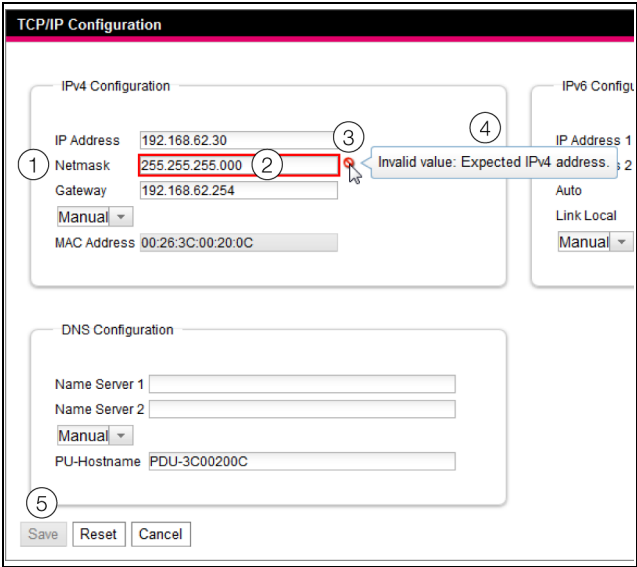 TCP/IP Configuration
IPv4 Configuration
IP Address 192.168.62.30 3
1 Netmask 255.255.255.000 2
4
Invalid value: Expected IPv4 address.
Gateway 192.168.62.254
Manual
MAC Address 00:26:3C:00:20:0C
IPv6 Configu
IP Address 1
2
Auto
Link Local
Manual
DNS Configuration
Name Server 1
Name Server 2
Manual
PU-Hostname PDU-3C00200C
5
Save Reset Cancel